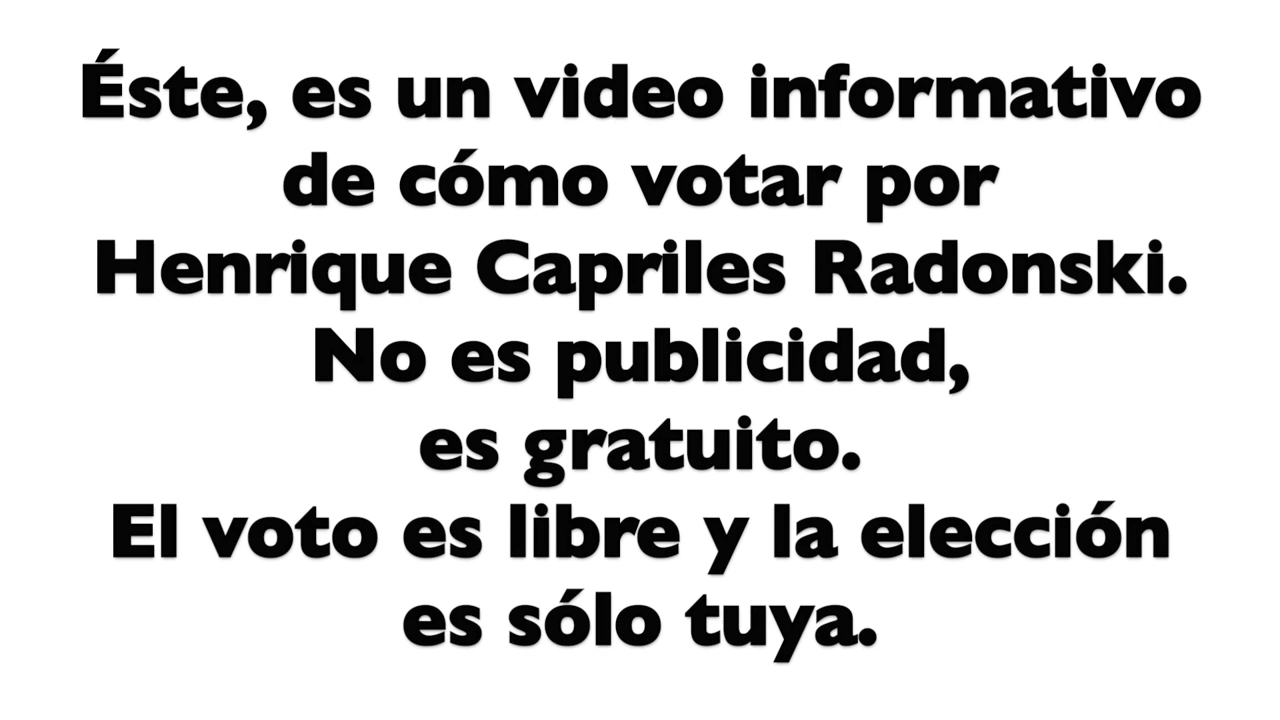 Éste, es un video informativo
de cómo votar por
Henrique Capriles Radonski.
No es publicidad,
es gratuito.
El voto es libre y la elección
es sólo tuya.